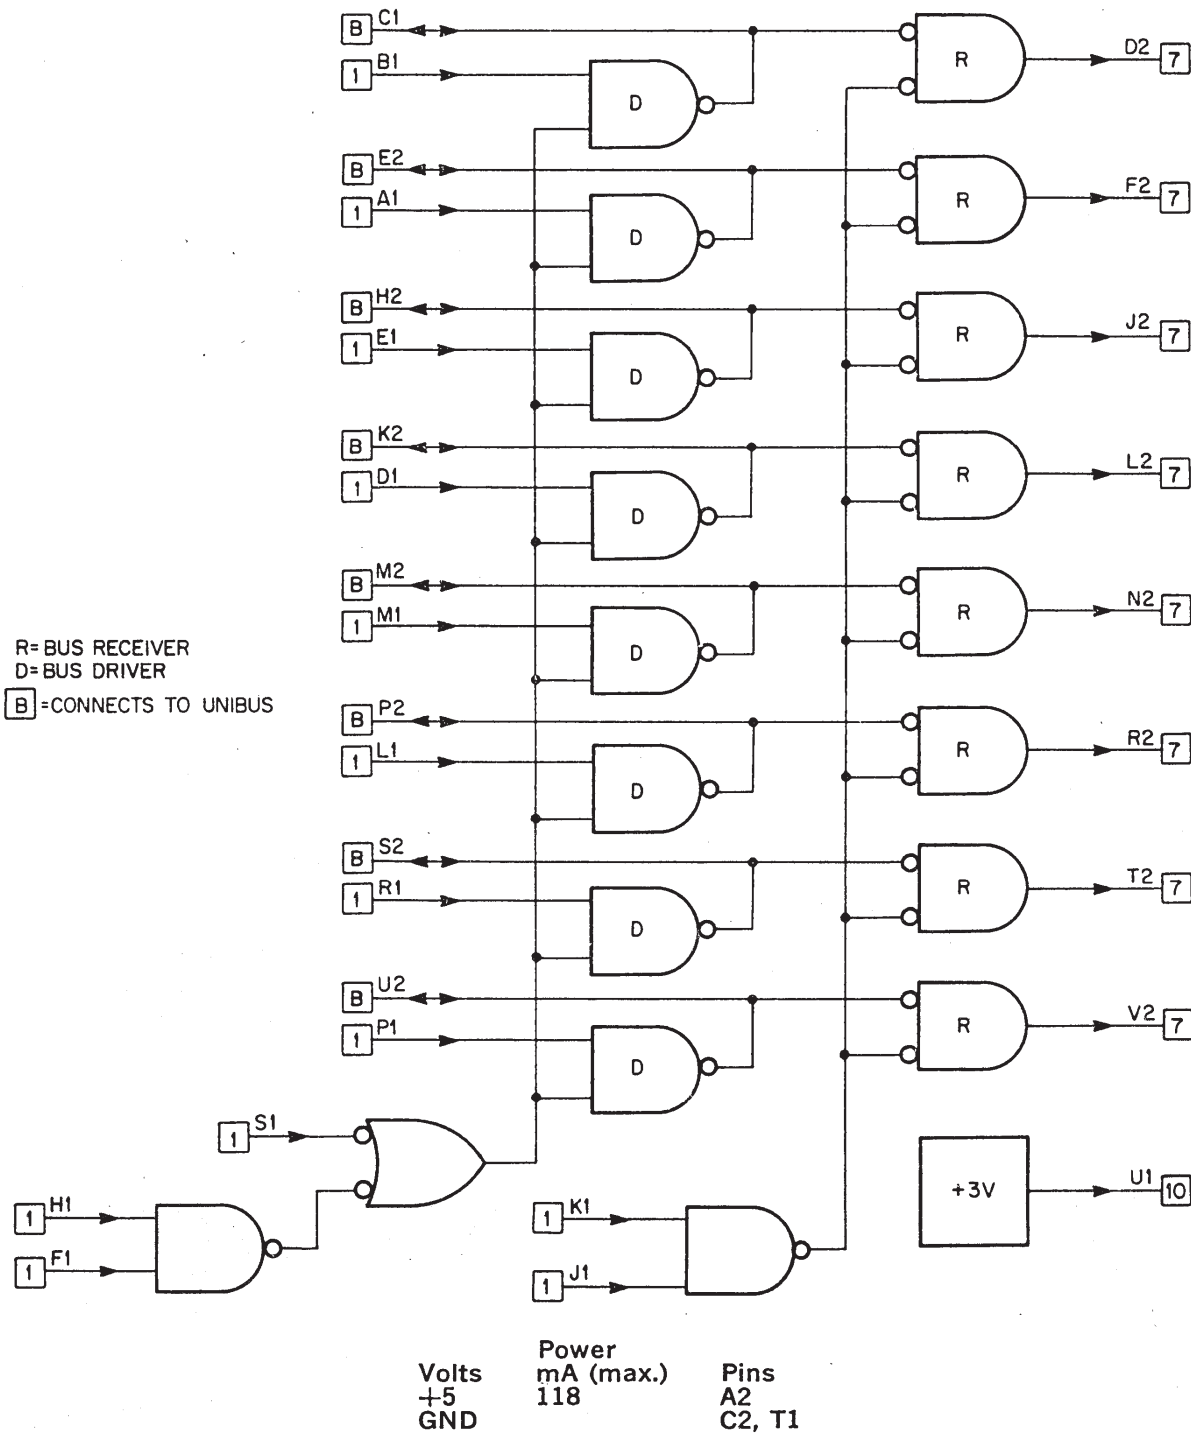 B C1
1 B1
D
R
D2 7
B E2
1 A1
D
R
F2 7
B H2
1 E1
D
R
J2 7
B K2
1 D1
D
R
L2 7
B M2
1 M1
D
R
N2 7
R= BUS RECEIVER
D= BUS DRIVER
B =CONNECTS TO UNIBUS
B P2
1 L1
D
R
R2 7
B S2
1 R1
D
R
T2 7
B U2
1 P1
D
R
V2 7
1 S1
1 H1
1 F1
1 K1
1 J1
+3V
U1 10
Power
Volts mA (max.) Pins
+5 118 A2
GND C2, T1